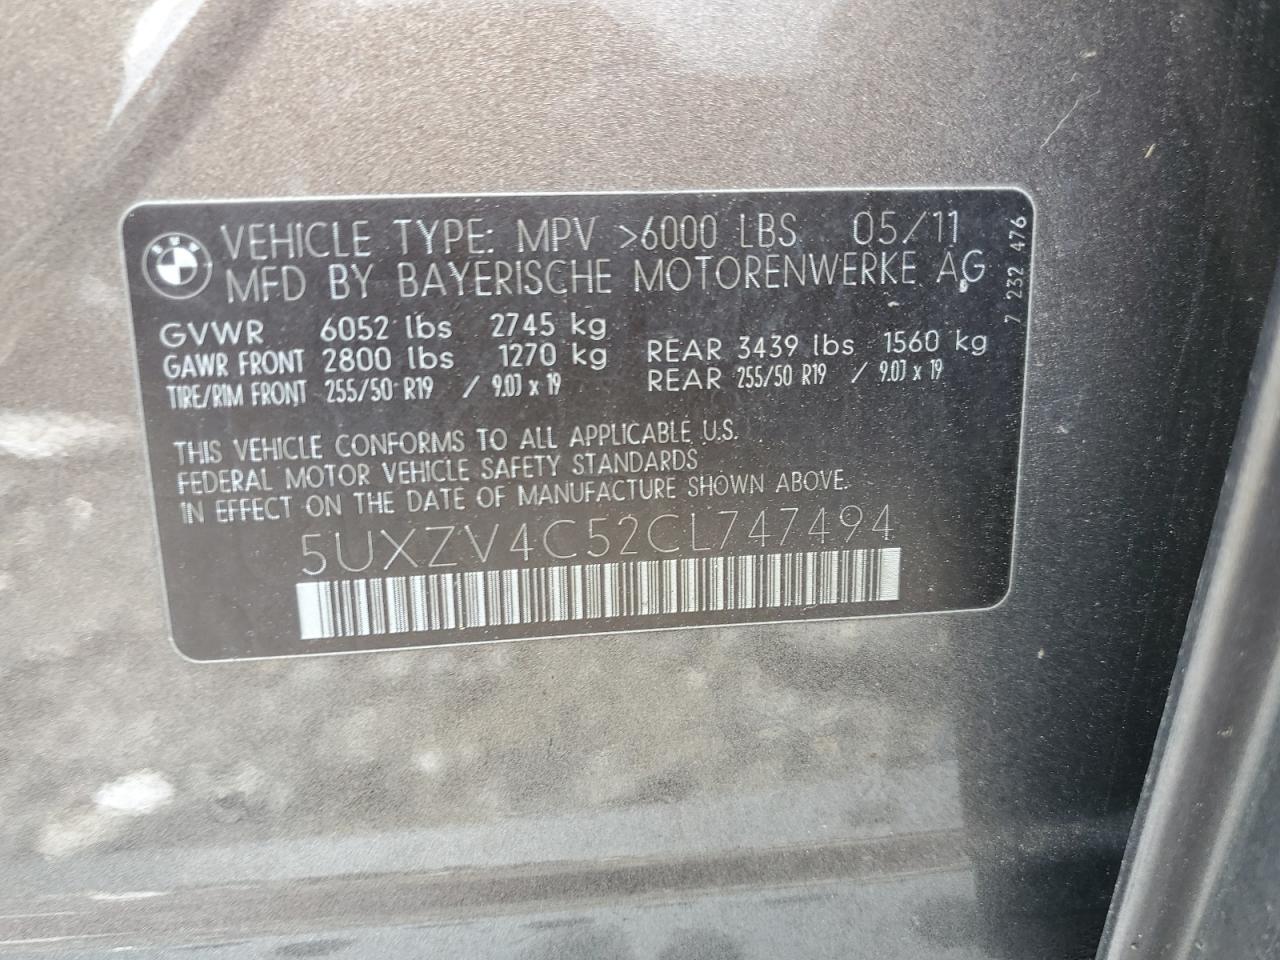 BMW
VEHICLE TYPE: MPV >6000 LBS 05/11
MFD BY BAYERISCHE MOTORENWERKE AG
GVWR 6052 lbs 2745 kg
GAWR FRONT 2800 lbs 1270 kg REAR 3439 lbs 1560 kg
TIRE/RIM FRONT 255/50 R19 / 9.0J x 19 REAR 255/50 R19 / 9.0J x 19
THIS VEHICLE CONFORMS TO ALL APPLICABLE U.S.
FEDERAL MOTOR VEHICLE SAFETY STANDARDS
IN EFFECT ON THE DATE OF MANUFACTURE SHOWN ABOVE.
5UXZV4C52CL747494
7 232 476